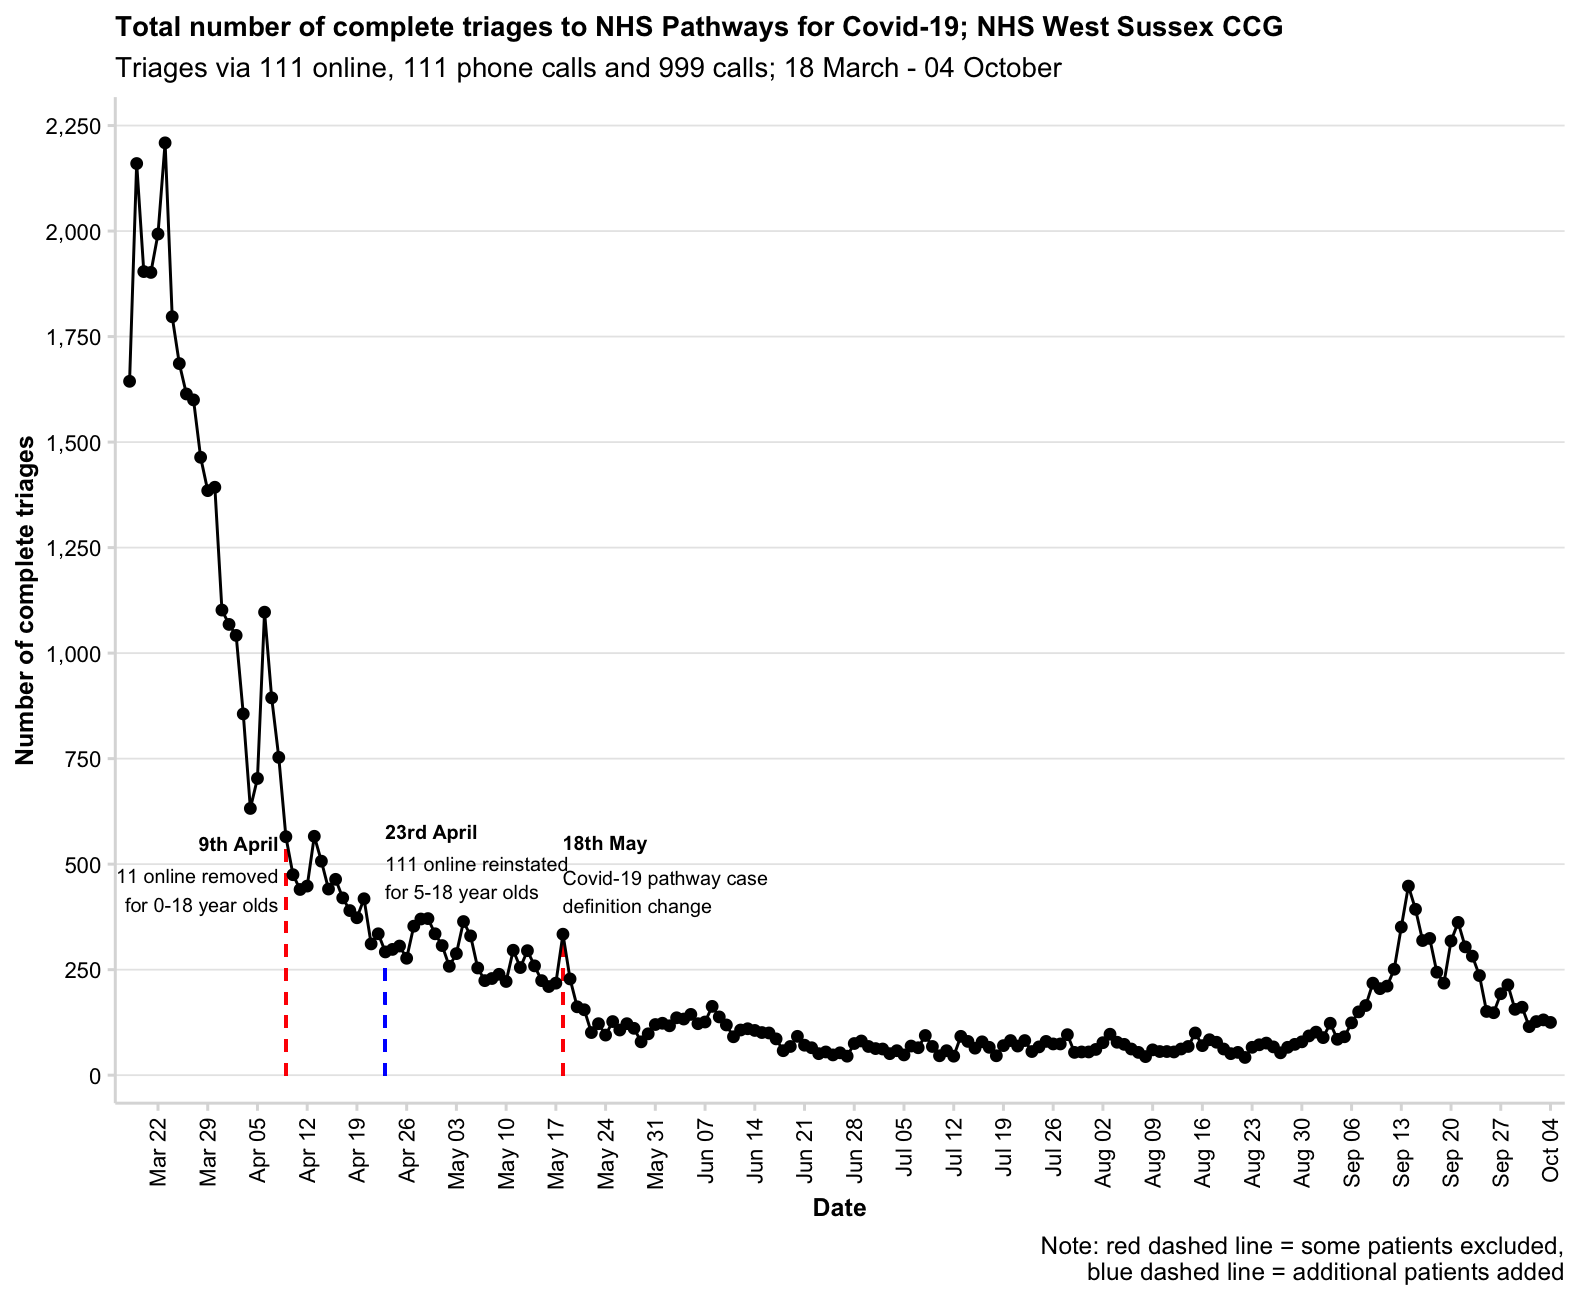 Total number of complete triages to NHS Pathways for Covid-19; NHS West Sussex CCG
Triages via 111 online, 111 phone calls and 999 calls; 18 March - 04 October
Number of complete triages
2,250
2,000
1,750
1,500
1,250
1,000
750
500
250
0
9th April
11 online removed
for 0-18 year olds
23rd April
111 online reinstated
for 5-18 year olds
18th May
Covid-19 pathway case
definition change
Mar 22
Mar 29
Apr 05
Apr 12
Apr 19
Apr 26
May 03
May 10
May 17
May 24
May 31
Jun 07
Jun 14
Jun 21
Jun 28
Jul 05
Jul 12
Jul 19
Jul 26
Aug 02
Aug 09
Aug 16
Aug 23
Aug 30
Sep 06
Sep 13
Sep 20
Sep 27
Oct 04
Date
Note: red dashed line = some patients excluded,
blue dashed line = additional patients added